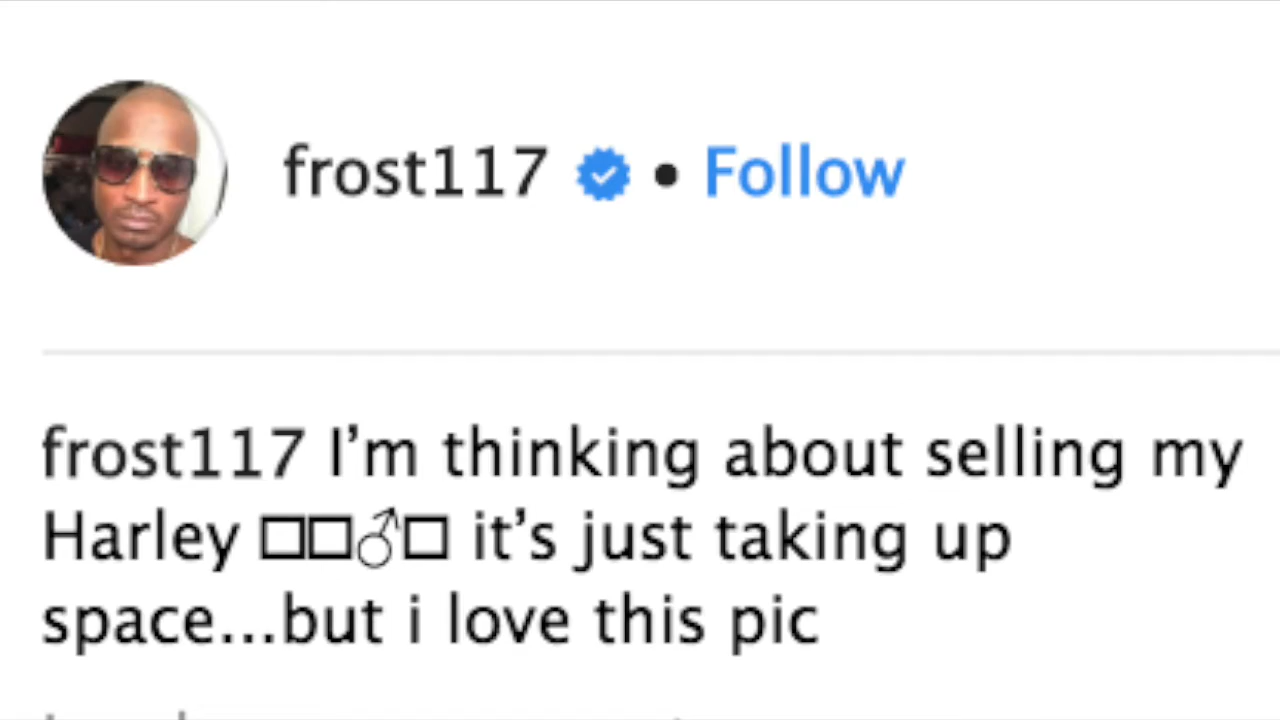 frost117 • Follow
frost117 I’m thinking about selling my
Harley □□♂□ it’s just taking up
space...but i love this pic